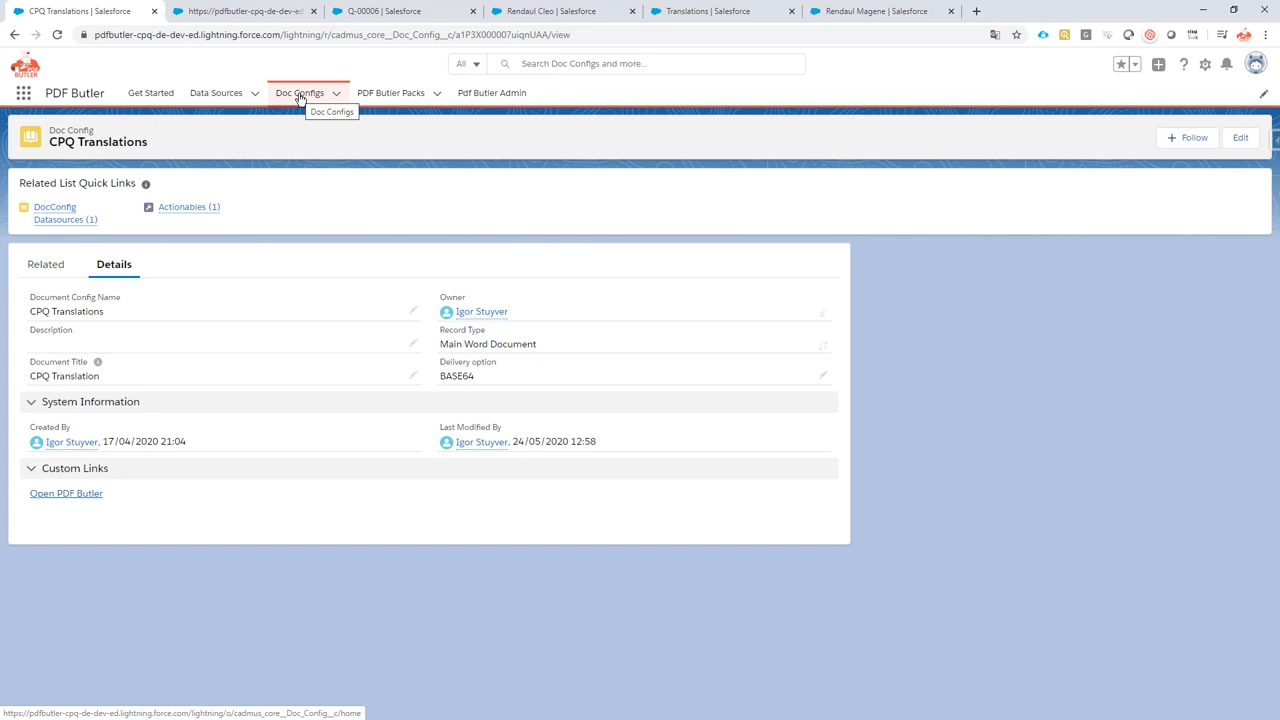 CPQ Translations | Salesforce
https://pdfbutler-cpq-de-dev-ed
Q-00006 | Salesforce
Rendaul Cleo | Salesforce
Translations | Salesforce
Rendaul Magene | Salesforce
pdfbutler-cpq-de-dev-ed.lightning.force.com/lightning/r/cadmus_core__Doc_Config__c/a1P3X000007uiqnUAA/view
All
Search Doc Configs and more...
PDF Butler
Get Started
Data Sources
Doc Configs
PDF Butler Packs
Pdf Butler Admin
Doc Configs
Doc Config
CPQ Translations
Follow
Edit
Related List Quick Links
DocConfig
Datasources (1)
Actionables (1)
Related
Details
Document Config Name
CPQ Translations
Owner
Igor Stuyver
Description
Record Type
Main Word Document
Document Title
CPQ Translation
Delivery option
BASE64
System Information
Created By
Igor Stuyver, 17/04/2020 21:04
Last Modified By
Igor Stuyver, 24/05/2020 12:58
Custom Links
Open PDF Butler
https://pdfbutler-cpq-de-dev-ed.lightning.force.com/lightning/o/cadmus_core__Doc_Config__c/home